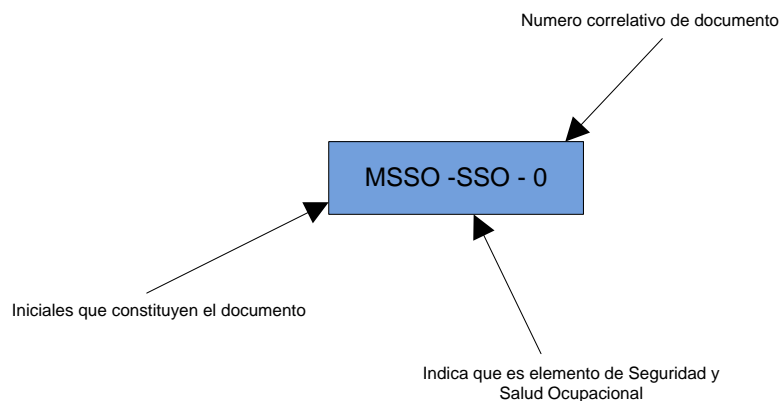 Numero correlativo de documento
MSSO -SSO - 0
Iniciales que constituyen el documento
Indica que es elemento de Seguridad y
Salud Ocupacional